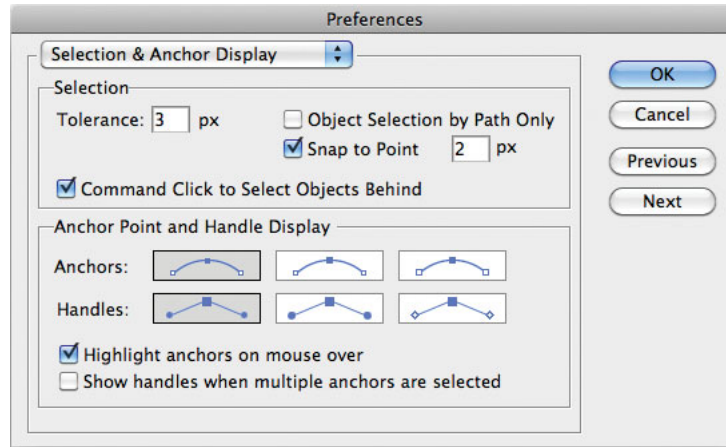 Preferences
Selection & Anchor Display
OK
Cancel
Previous
Next
Selection
Tolerance: 3 px
Object Selection by Path Only
Snap to Point 2 px
Command Click to Select Objects Behind
Anchor Point and Handle Display
Anchors:
Handles:
Highlight anchors on mouse over
Show handles when multiple anchors are selected